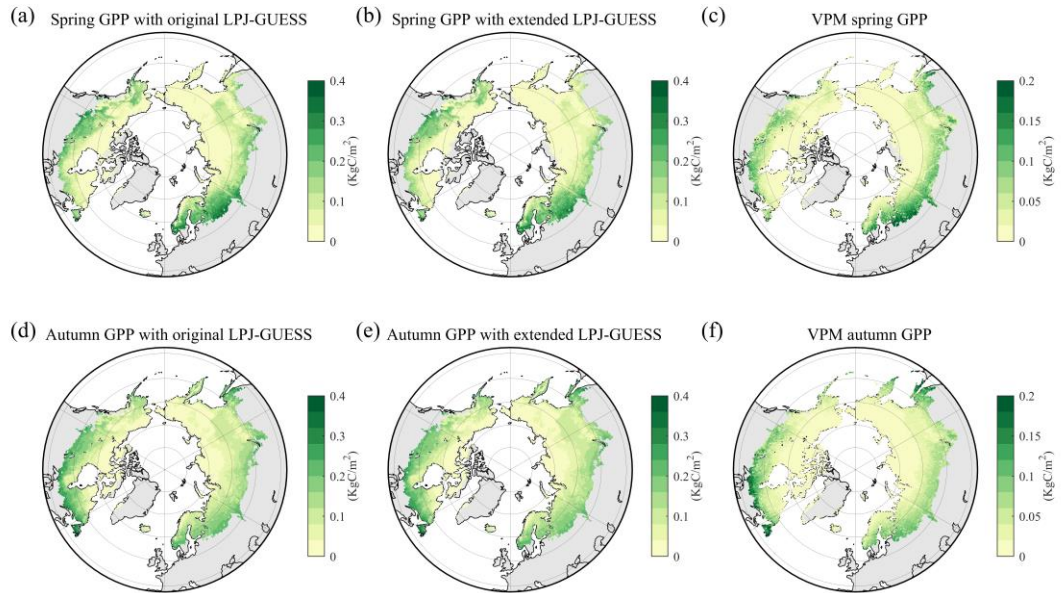 (a) Spring GPP with original LPJ-GUESS
(b) Spring GPP with extended LPJ-GUESS
(c) VPM spring GPP
0.4
0.3
0.2
0.1
0
(KgC/m²)
0.4
0.3
0.2
0.1
0
(KgC/m²)
0.2
0.15
0.1
0.05
0
(KgC/m²)
(d) Autumn GPP with original LPJ-GUESS
(e) Autumn GPP with extended LPJ-GUESS
(f) VPM autumn GPP
0.4
0.3
0.2
0.1
0
(KgC/m²)
0.4
0.3
0.2
0.1
0
(KgC/m²)
0.2
0.15
0.1
0.05
0
(KgC/m²)